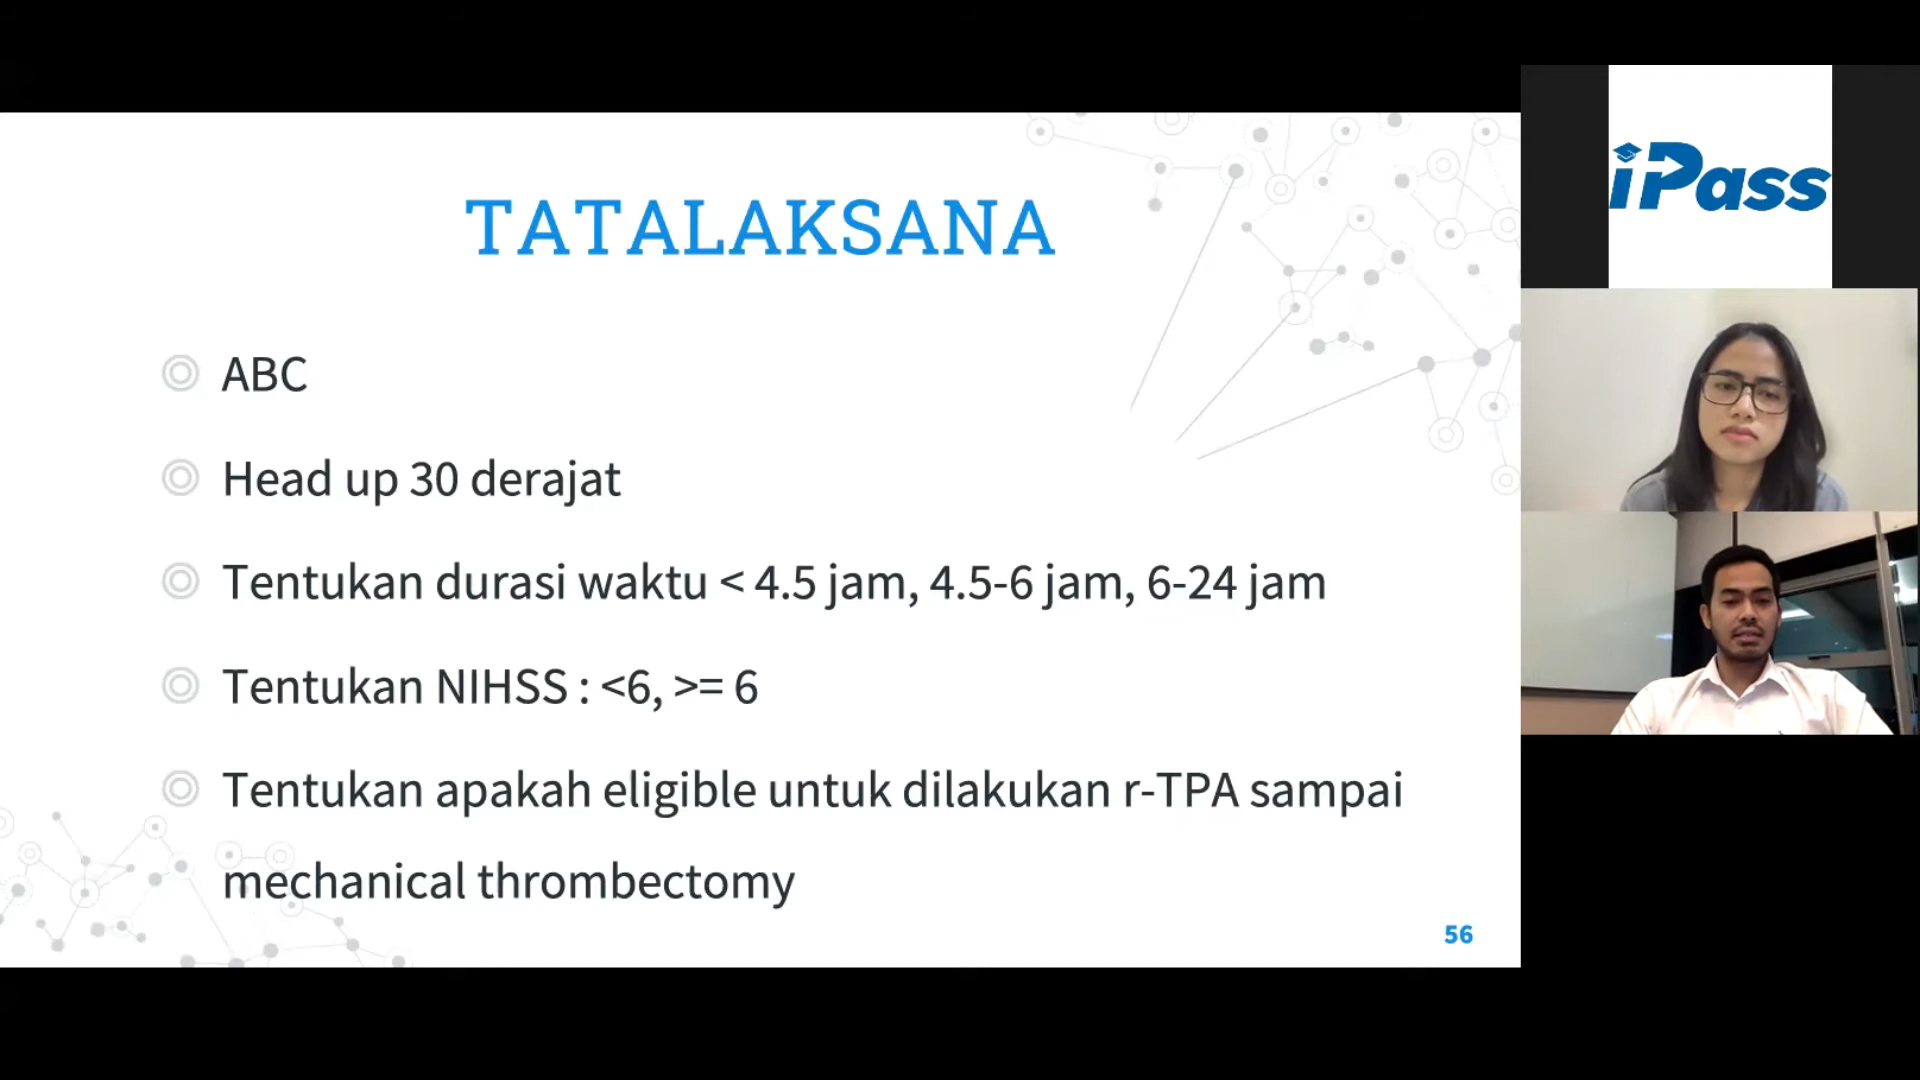 TATALAKSANA
ABC
Head up 30 derajat
Tentukan durasi waktu < 4.5 jam, 4.5-6 jam, 6-24 jam
Tentukan NIHSS : <6, >= 6
Tentukan apakah eligible untuk dilakukan r-TPA sampai
mechanical thrombectomy
56
iPass